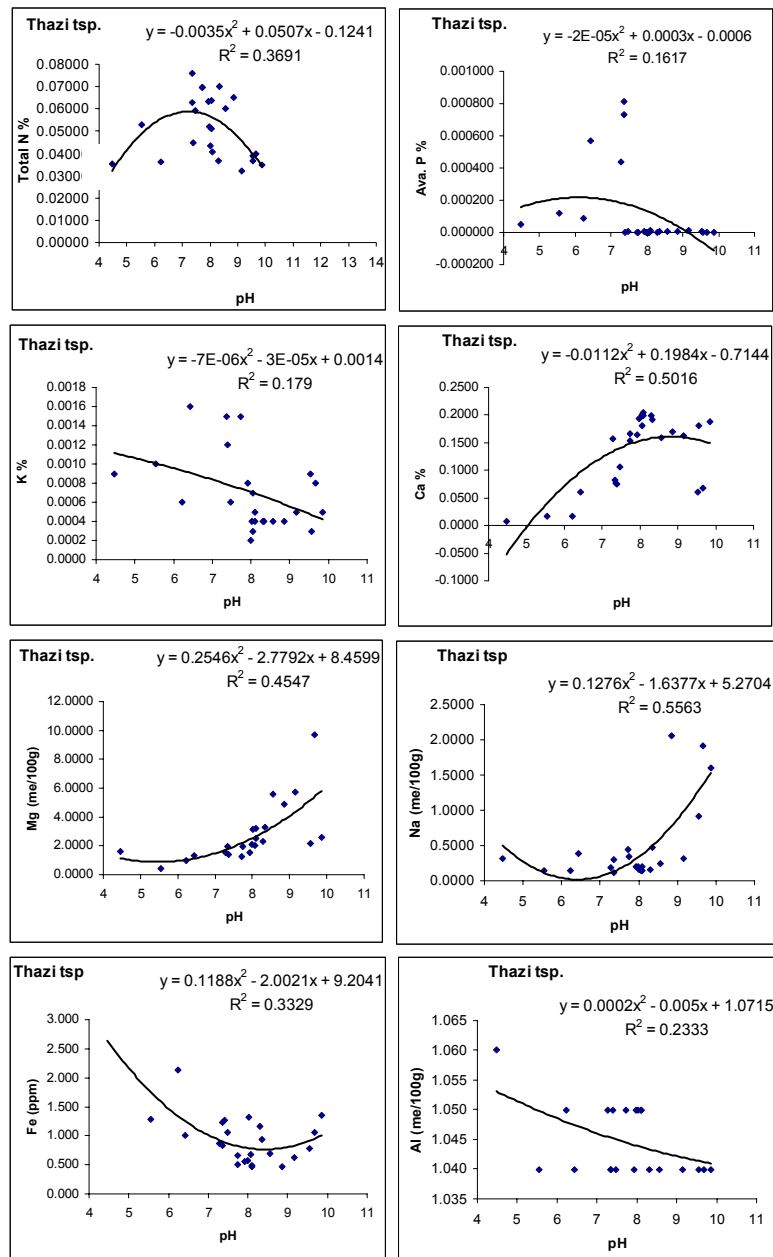 Thazi tsp.
y = -0.0035x² + 0.0507x - 0.1241
R² = 0.3691
0.08000
0.07000
0.06000
0.05000
0.04000
0.03000
0.02000
0.01000
0.00000
Total N %
4 5 6 7 8 9 10 11 12 13 14
pH
Thazi tsp.
y = -2E-05x² + 0.0003x - 0.0006
R² = 0.1617
0.001000
0.000800
0.000600
0.000400
0.000200
0.000000
-0.000200
Ava. P %
4 5 6 7 8 9 10 11
pH
Thazi tsp.
y = -7E-06x² - 3E-05x + 0.0014
R² = 0.179
0.0018
0.0016
0.0014
0.0012
0.0010
0.0008
0.0006
0.0004
0.0002
0.0000
K %
4 5 6 7 8 9 10 11
pH
Thazi tsp.
y = -0.0112x² + 0.1984x - 0.7144
R² = 0.5016
0.2500
0.2000
0.1500
0.1000
0.0500
0.0000
-0.0500
-0.1000
Ca %
4 5 6 7 8 9 10 11
pH
Thazi tsp.
y = 0.2546x² - 2.7792x + 8.4599
R² = 0.4547
12.0000
10.0000
8.0000
6.0000
4.0000
2.0000
0.0000
Mg (me/100g)
4 5 6 7 8 9 10 11
pH
Thazi tsp
y = 0.1276x² - 1.6377x + 5.2704
R² = 0.5563
2.5000
2.0000
1.5000
1.0000
0.5000
0.0000
Na (me/100g)
4 5 6 7 8 9 10 11
pH
Thazi tsp
y = 0.1188x² - 2.0021x + 9.2041
R² = 0.3329
3.000
2.500
2.000
1.500
1.000
0.500
0.000
Fe (ppm)
4 5 6 7 8 9 10 11
pH
Thazi tsp.
y = 0.0002x² - 0.005x + 1.0715
R² = 0.2333
1.065
1.060
1.055
1.050
1.045
1.040
1.035
Al (me/100g)
4 5 6 7 8 9 10 11
pH